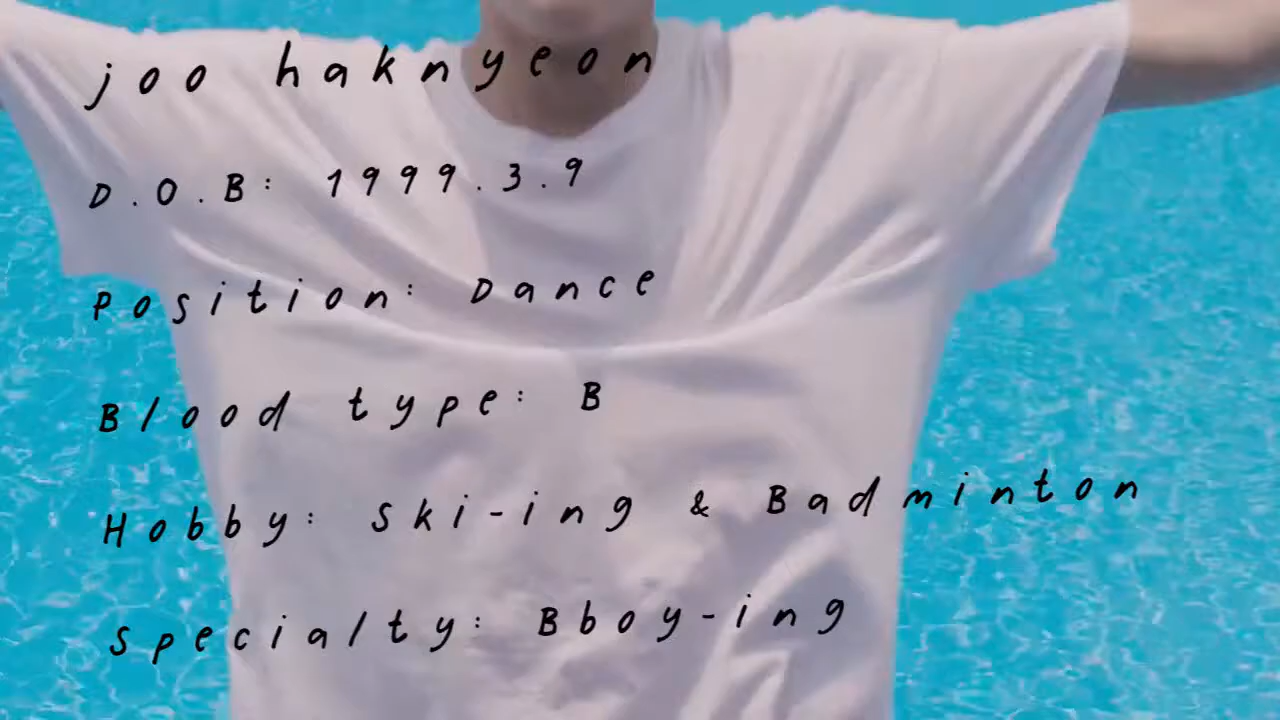 joo haknyeon
D.O.B: 1999.3.9
Position: Dance
Blood type: B
Hobby: Ski-ing & Badminton
Specialty: Bboy-ing